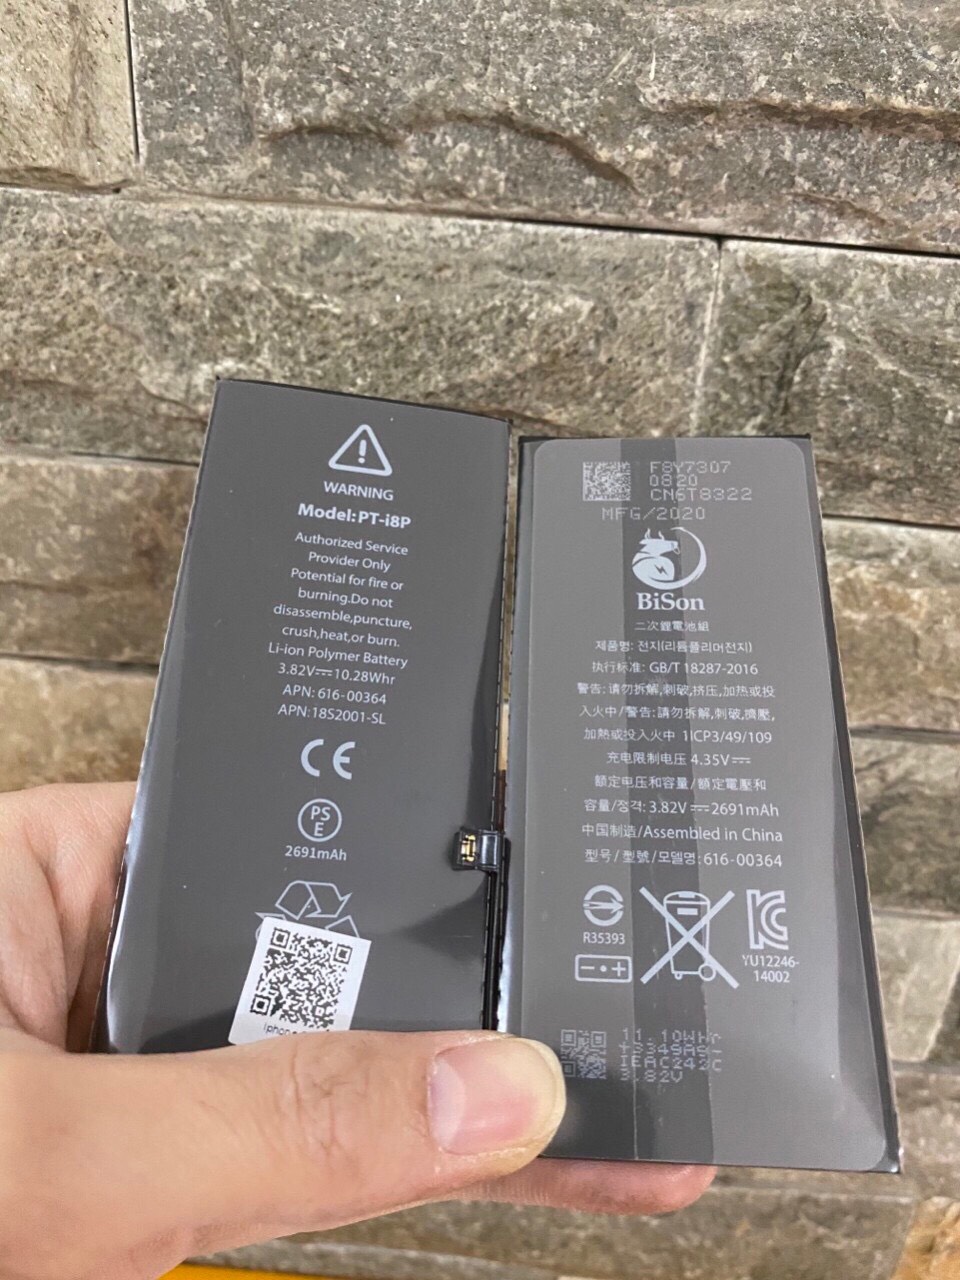 WARNING
Model:PT-i8P
Authorized Service
Provider Only
Potential for fire or
burning.Do not
disassemble,puncture,
crush,heat,or burn.
Li-ion Polymer Battery
3.82V⎓10.28Whr
APN: 616-00364
APN:18S2001-SL
CE
PS
E
2691mAh
F8Y7307
0820
CN6T8322
MFG/2020
BiSon
二次鋰電池組
제품명: 전지(리튬폴리머전지)
执行标准: GB/T 18287-2016
警告:请勿拆解,刺破,挤压,加热或投
入火中/警告:請勿拆解,刺破,擠壓,
加熱或投入火中 1ICP3/49/109
充电限制电压 4.35V⎓
额定电压和容量/額定電壓和
容量/정격: 3.82V⎓2691mAh
中国制造/Assembled in China
型号/型號/모델명:616-00364
R35393
YU12246-
14002
11.10WHr
IEAC242C
3.82V